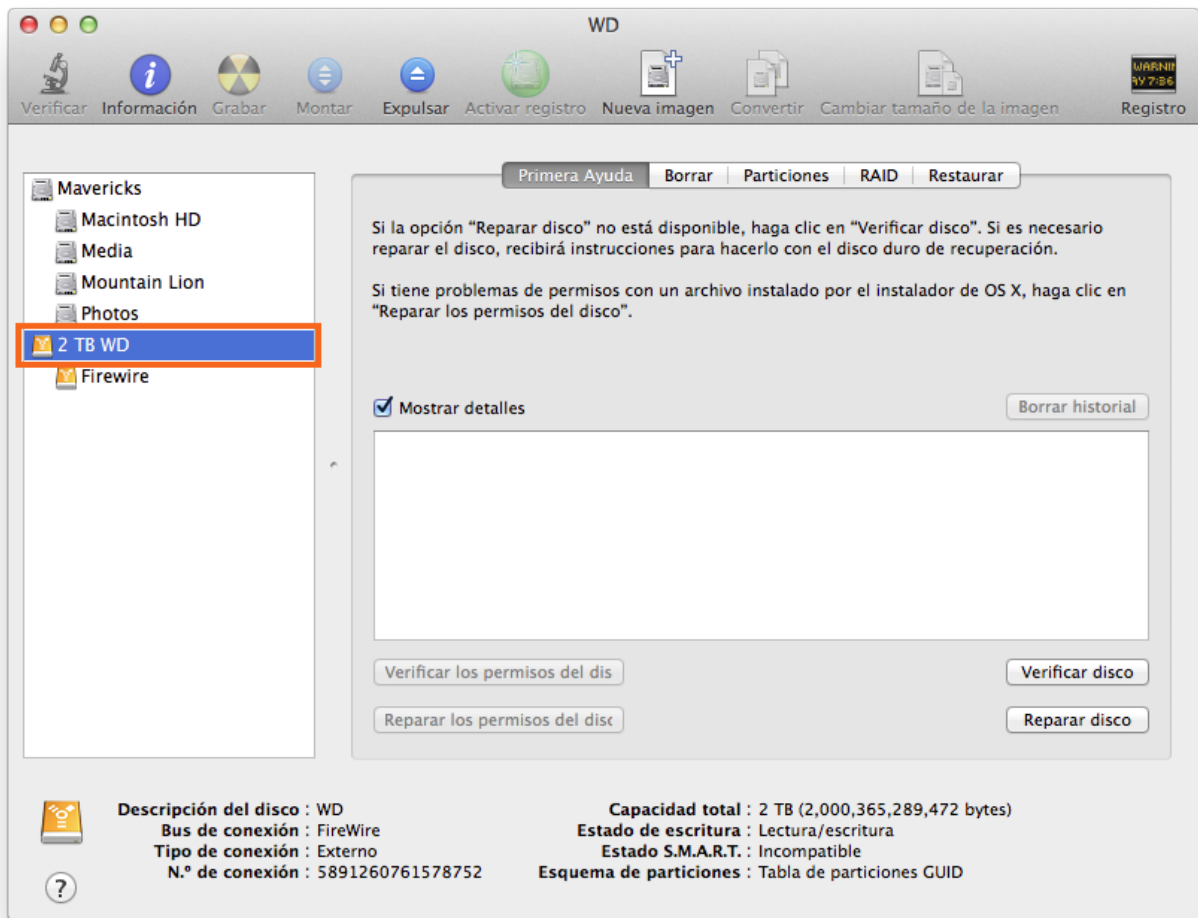 WD
Verificar Información Grabar Montar Expulsar Activar registro Nueva imagen Convertir Cambiar tamaño de la imagen Registro
WARNIN
AY 7:36
Mavericks
Macintosh HD
Media
Mountain Lion
Photos
2 TB WD
Firewire
Primera Ayuda Borrar Particiones RAID Restaurar
Si la opción “Reparar disco” no está disponible, haga clic en “Verificar disco”. Si es necesario
reparar el disco, recibirá instrucciones para hacerlo con el disco duro de recuperación.
Si tiene problemas de permisos con un archivo instalado por el instalador de OS X, haga clic en
“Reparar los permisos del disco”.
Mostrar detalles
Borrar historial
Verificar los permisos del dis
Verificar disco
Reparar los permisos del disc
Reparar disco
Descripción del disco : WD
Bus de conexión : FireWire
Tipo de conexión : Externo
N.º de conexión : 5891260761578752
Capacidad total : 2 TB (2,000,365,289,472 bytes)
Estado de escritura : Lectura/escritura
Estado S.M.A.R.T. : Incompatible
Esquema de particiones : Tabla de particiones GUID
?